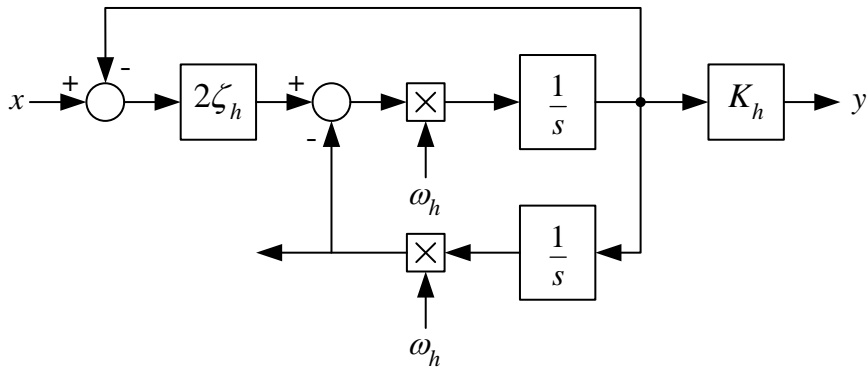 -
x + 2ζ_h + × 1/s K_h y
-
ω_h
× 1/s
ω_h